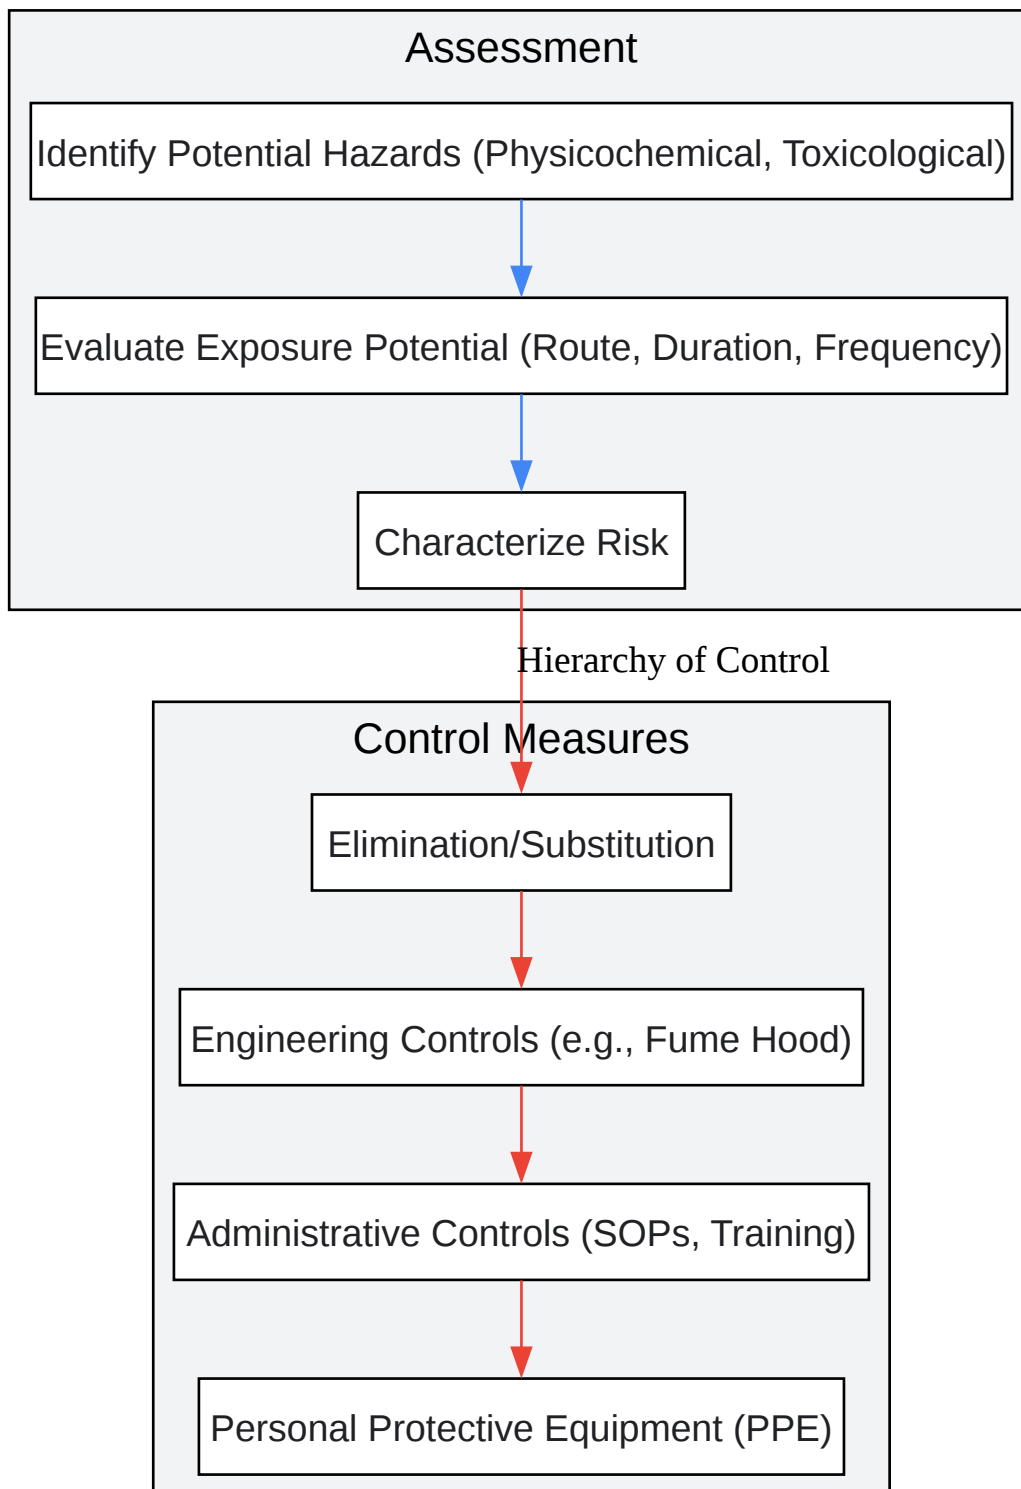 Assessment
Identify Potential Hazards (Physicochemical, Toxicological)
Evaluate Exposure Potential (Route, Duration, Frequency)
Characterize Risk
Hierarchy of Control
Control Measures
Elimination/Substitution
Engineering Controls (e.g., Fume Hood)
Administrative Controls (SOPs, Training)
Personal Protective Equipment (PPE)